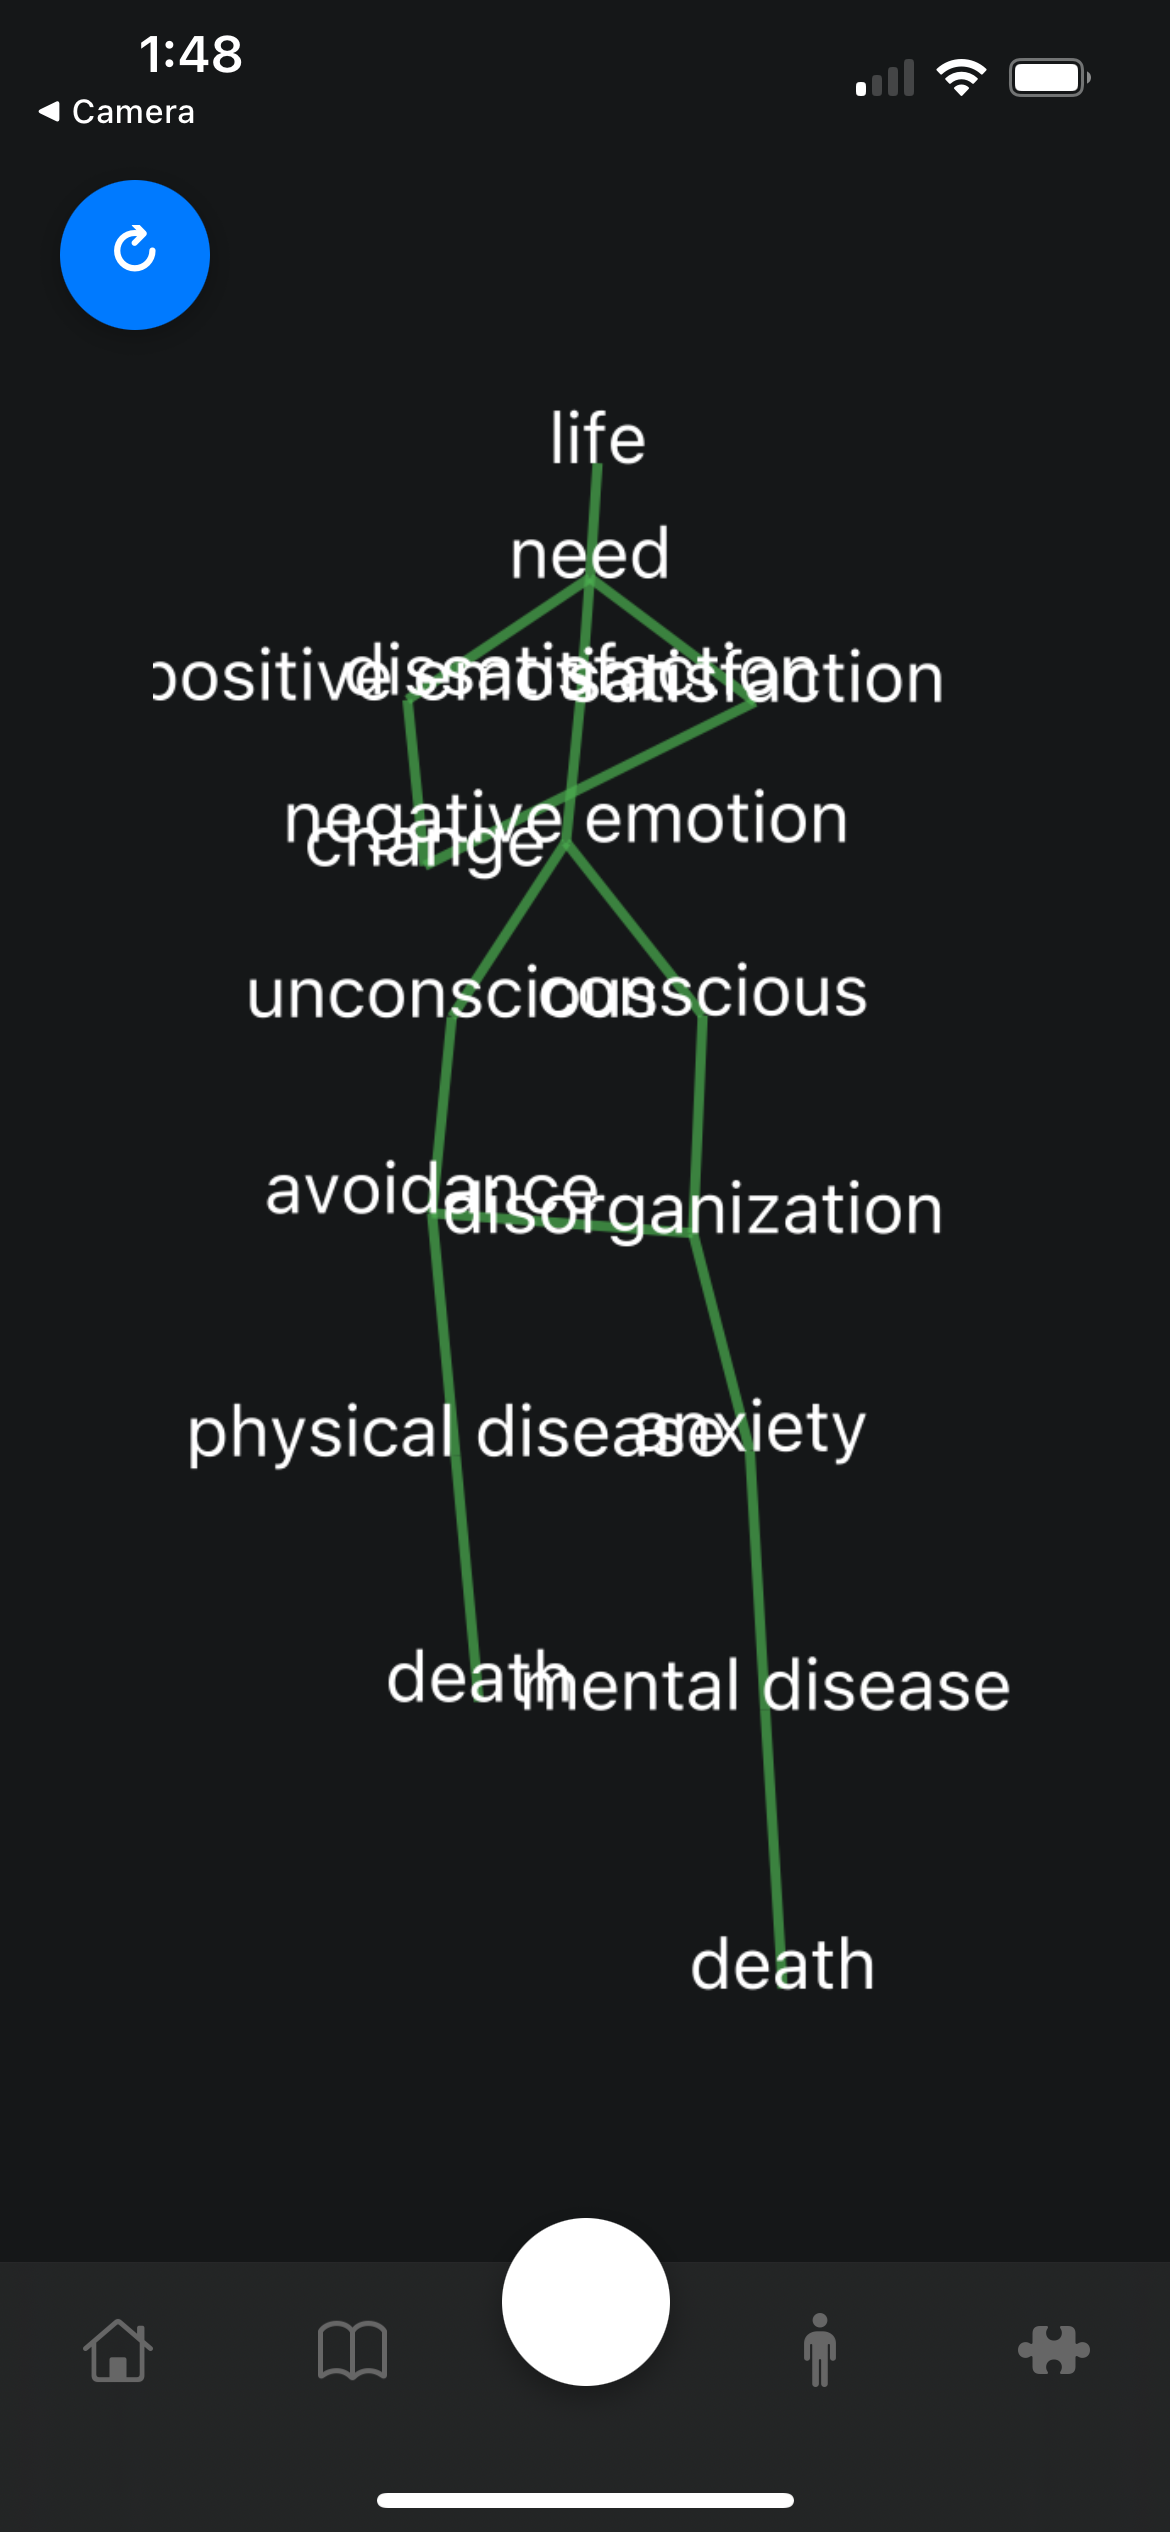 1:48
Camera
life
need
positive emotion
dissatisfaction
satisfaction
negative emotion
change
unconscious
conscious
avoidance
disorganization
physical disease
anxiety
death
mental disease
death